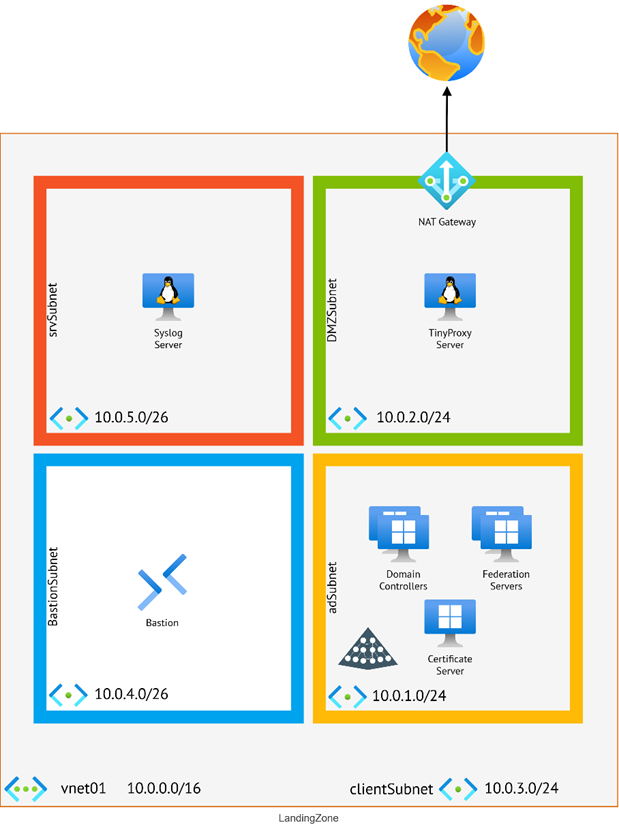 NAT Gateway
srvSubnet
Syslog
Server
10.0.5.0/26
DMZSubnet
TinyProxy
Server
10.0.2.0/24
BastionSubnet
Bastion
10.0.4.0/26
adSubnet
Domain
Controllers
Federation
Servers
Certificate
Server
10.0.1.0/24
vnet01 10.0.0.0/16
clientSubnet 10.0.3.0/24
LandingZone